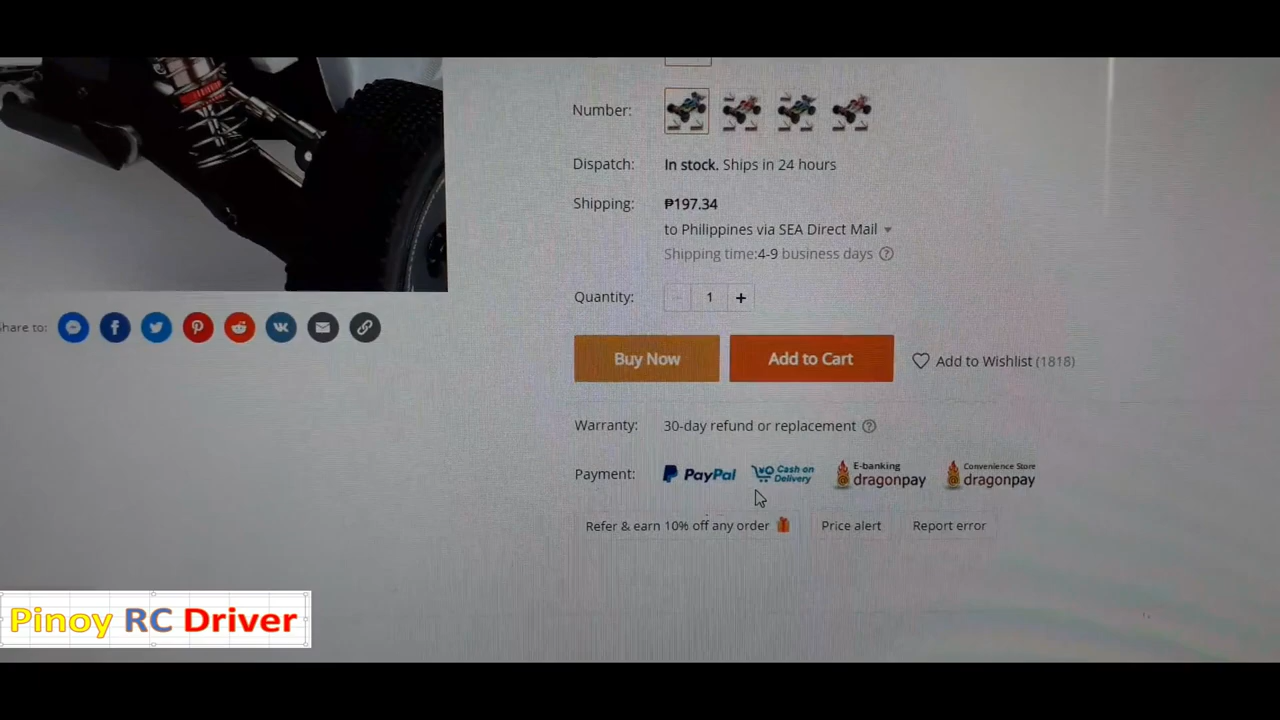 Number:
Dispatch: In stock. Ships in 24 hours
Shipping: ₱197.34
to Philippines via SEA Direct Mail
Shipping time:4-9 business days ?
Quantity: - 1 +
hare to:
Buy Now Add to Cart Add to Wishlist (1818)
Warranty: 30-day refund or replacement ?
Payment: PayPal Cash on Delivery E-banking dragonpay Convenience Store dragonpay
Refer & earn 10% off any order Price alert Report error
Pinoy RC Driver